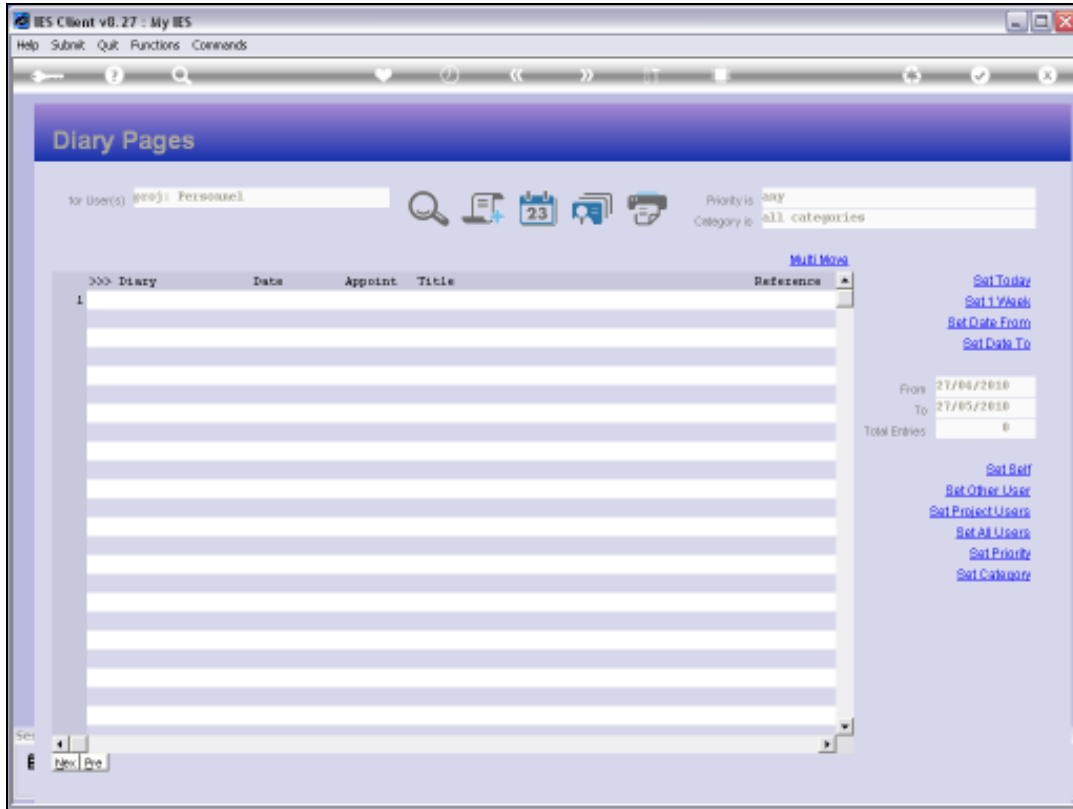 IES Client v8.27 : My IES
Help Submit Quit Functions Commands
Diary Pages
for User(s) proj: Personnel
23
Priority is any
Category is all categories
Multi Move
>>> Diary Date Appoint Title Reference
1
Set Today
Set 1 Week
Set Date From
Set Date To
From 27/04/2010
To 27/05/2010
Total Entries 0
Set Self
Set Other User
Set Project Users
Set All Users
Set Priority
Set Category
Nex Pre